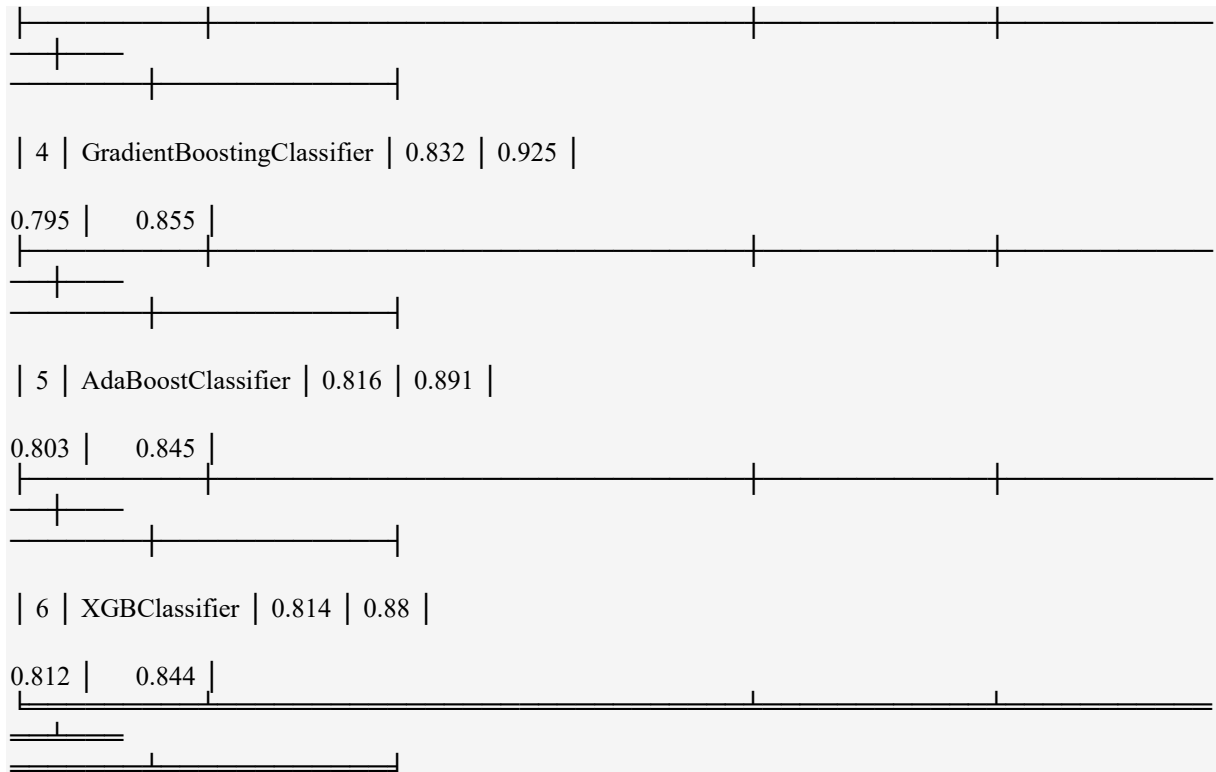 │ 4 │ GradientBoostingClassifier │ 0.832 │ 0.925 │
0.795 │ 0.855 │
│ 5 │ AdaBoostClassifier │ 0.816 │ 0.891 │
0.803 │ 0.845 │
│ 6 │ XGBClassifier │ 0.814 │ 0.88 │
0.812 │ 0.844 │